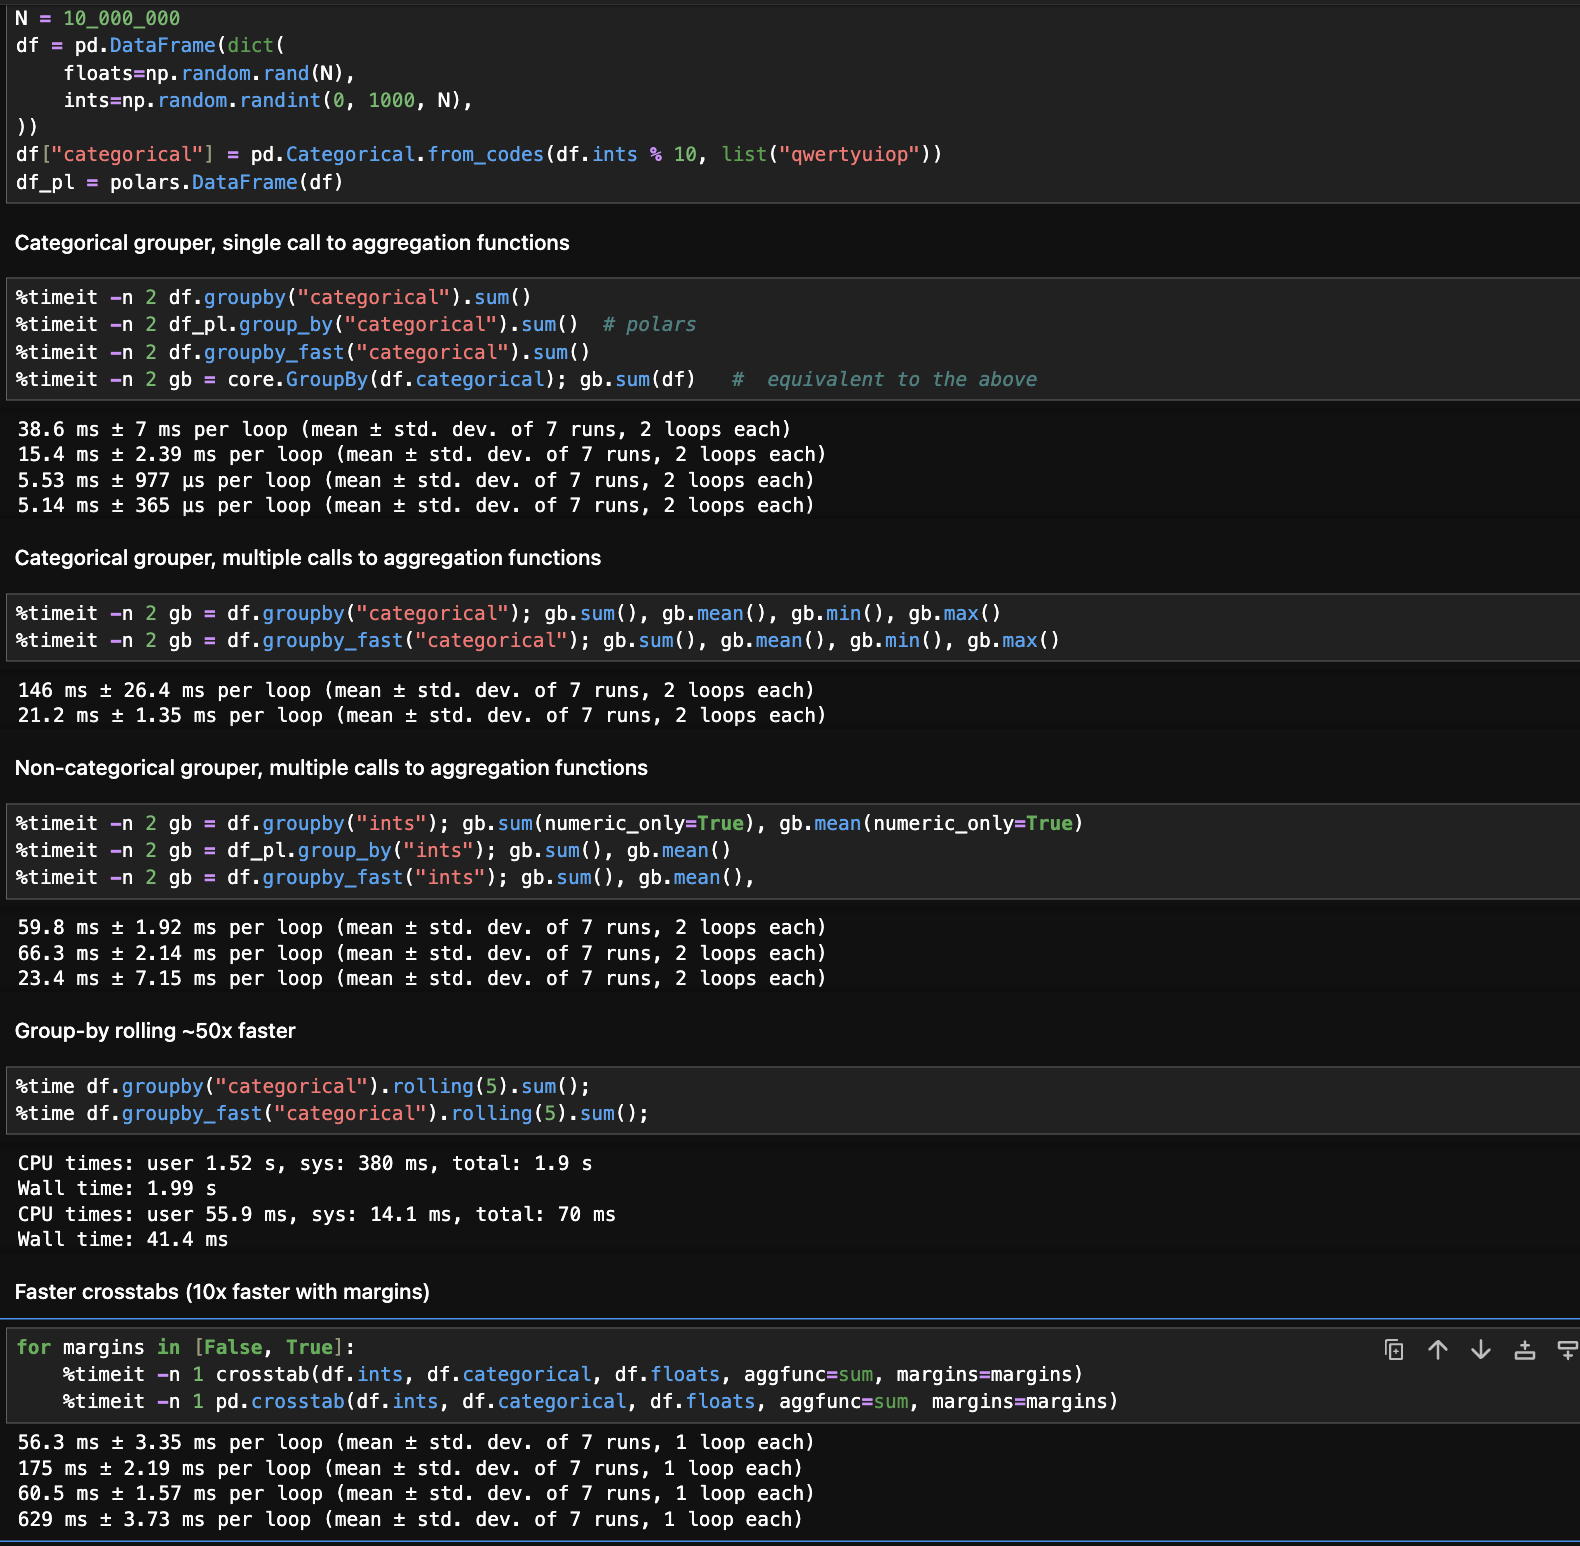 N = 10_000_000
df = pd.DataFrame(dict(
    floats=np.random.rand(N),
    ints=np.random.randint(0, 1000, N),
))
df["categorical"] = pd.Categorical.from_codes(df.ints % 10, list("qwertyuiop"))
df_pl = polars.DataFrame(df)
Categorical grouper, single call to aggregation functions
%timeit -n 2 df.groupby("categorical").sum()
%timeit -n 2 df_pl.group_by("categorical").sum()  # polars
%timeit -n 2 df.groupby_fast("categorical").sum()
%timeit -n 2 gb = core.GroupBy(df.categorical); gb.sum(df)   #  equivalent to the above
38.6 ms ± 7 ms per loop (mean ± std. dev. of 7 runs, 2 loops each)
15.4 ms ± 2.39 ms per loop (mean ± std. dev. of 7 runs, 2 loops each)
5.53 ms ± 977 µs per loop (mean ± std. dev. of 7 runs, 2 loops each)
5.14 ms ± 365 µs per loop (mean ± std. dev. of 7 runs, 2 loops each)
Categorical grouper, multiple calls to aggregation functions
%timeit -n 2 gb = df.groupby("categorical"); gb.sum(), gb.mean(), gb.min(), gb.max()
%timeit -n 2 gb = df.groupby_fast("categorical"); gb.sum(), gb.mean(), gb.min(), gb.max()
146 ms ± 26.4 ms per loop (mean ± std. dev. of 7 runs, 2 loops each)
21.2 ms ± 1.35 ms per loop (mean ± std. dev. of 7 runs, 2 loops each)
Non-categorical grouper, multiple calls to aggregation functions
%timeit -n 2 gb = df.groupby("ints"); gb.sum(numeric_only=True), gb.mean(numeric_only=True)
%timeit -n 2 gb = df_pl.group_by("ints"); gb.sum(), gb.mean()
%timeit -n 2 gb = df.groupby_fast("ints"); gb.sum(), gb.mean(),
59.8 ms ± 1.92 ms per loop (mean ± std. dev. of 7 runs, 2 loops each)
66.3 ms ± 2.14 ms per loop (mean ± std. dev. of 7 runs, 2 loops each)
23.4 ms ± 7.15 ms per loop (mean ± std. dev. of 7 runs, 2 loops each)
Group-by rolling ~50x faster
%time df.groupby("categorical").rolling(5).sum();
%time df.groupby_fast("categorical").rolling(5).sum();
CPU times: user 1.52 s, sys: 380 ms, total: 1.9 s
Wall time: 1.99 s
CPU times: user 55.9 ms, sys: 14.1 ms, total: 70 ms
Wall time: 41.4 ms
Faster crosstabs (10x faster with margins)
for margins in [False, True]:
    %timeit -n 1 crosstab(df.ints, df.categorical, df.floats, aggfunc=sum, margins=margins)
    %timeit -n 1 pd.crosstab(df.ints, df.categorical, df.floats, aggfunc=sum, margins=margins)
56.3 ms ± 3.35 ms per loop (mean ± std. dev. of 7 runs, 1 loop each)
175 ms ± 2.19 ms per loop (mean ± std. dev. of 7 runs, 1 loop each)
60.5 ms ± 1.57 ms per loop (mean ± std. dev. of 7 runs, 1 loop each)
629 ms ± 3.73 ms per loop (mean ± std. dev. of 7 runs, 1 loop each)